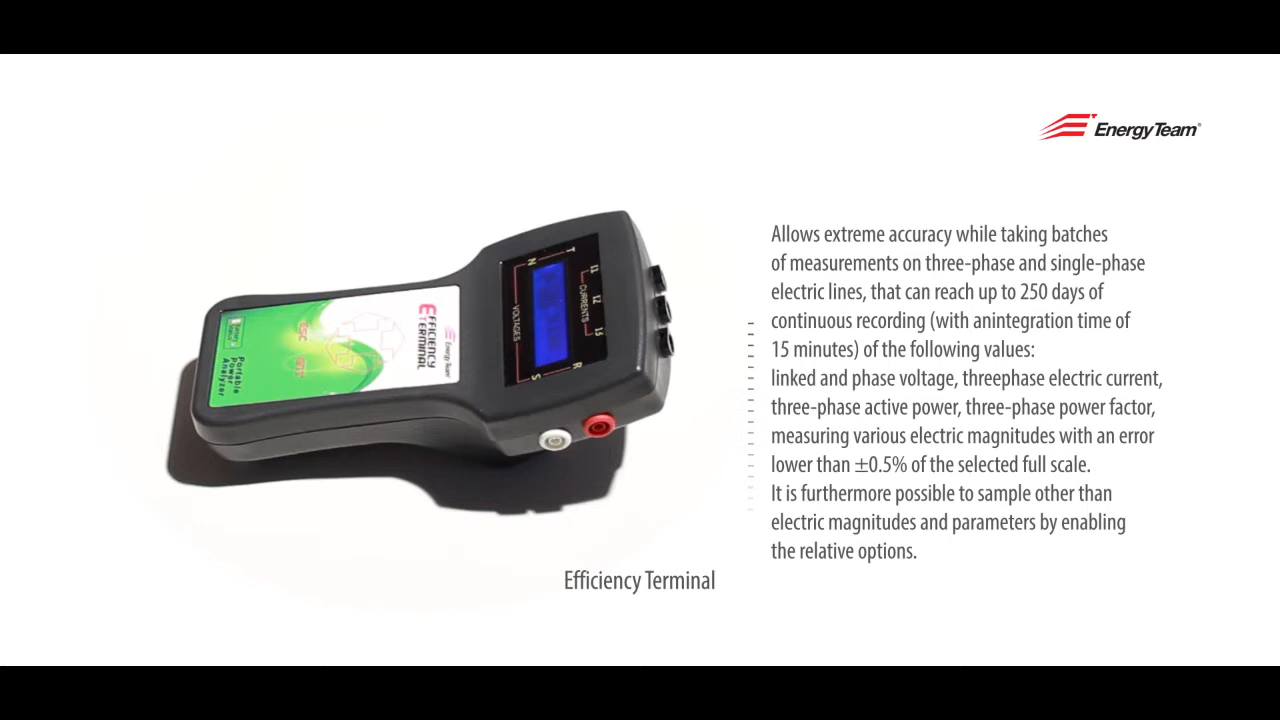 EnergyTeam®
Allows extreme accuracy while taking batches
of measurements on three-phase and single-phase
electric lines, that can reach up to 250 days of
continuous recording (with anintegration time of
15 minutes) of the following values:
linked and phase voltage, threephase electric current,
three-phase active power, three-phase power factor,
measuring various electric magnitudes with an error
lower than ±0.5% of the selected full scale.
It is furthermore possible to sample other than
electric magnitudes and parameters by enabling
the relative options.
T
N
CURRENTS
VOLTAGES
R
S
EnergyTeam
EFFICIENCY
TERMINAL
ESC
Portable
Power
Analyzer
Efficiency Terminal